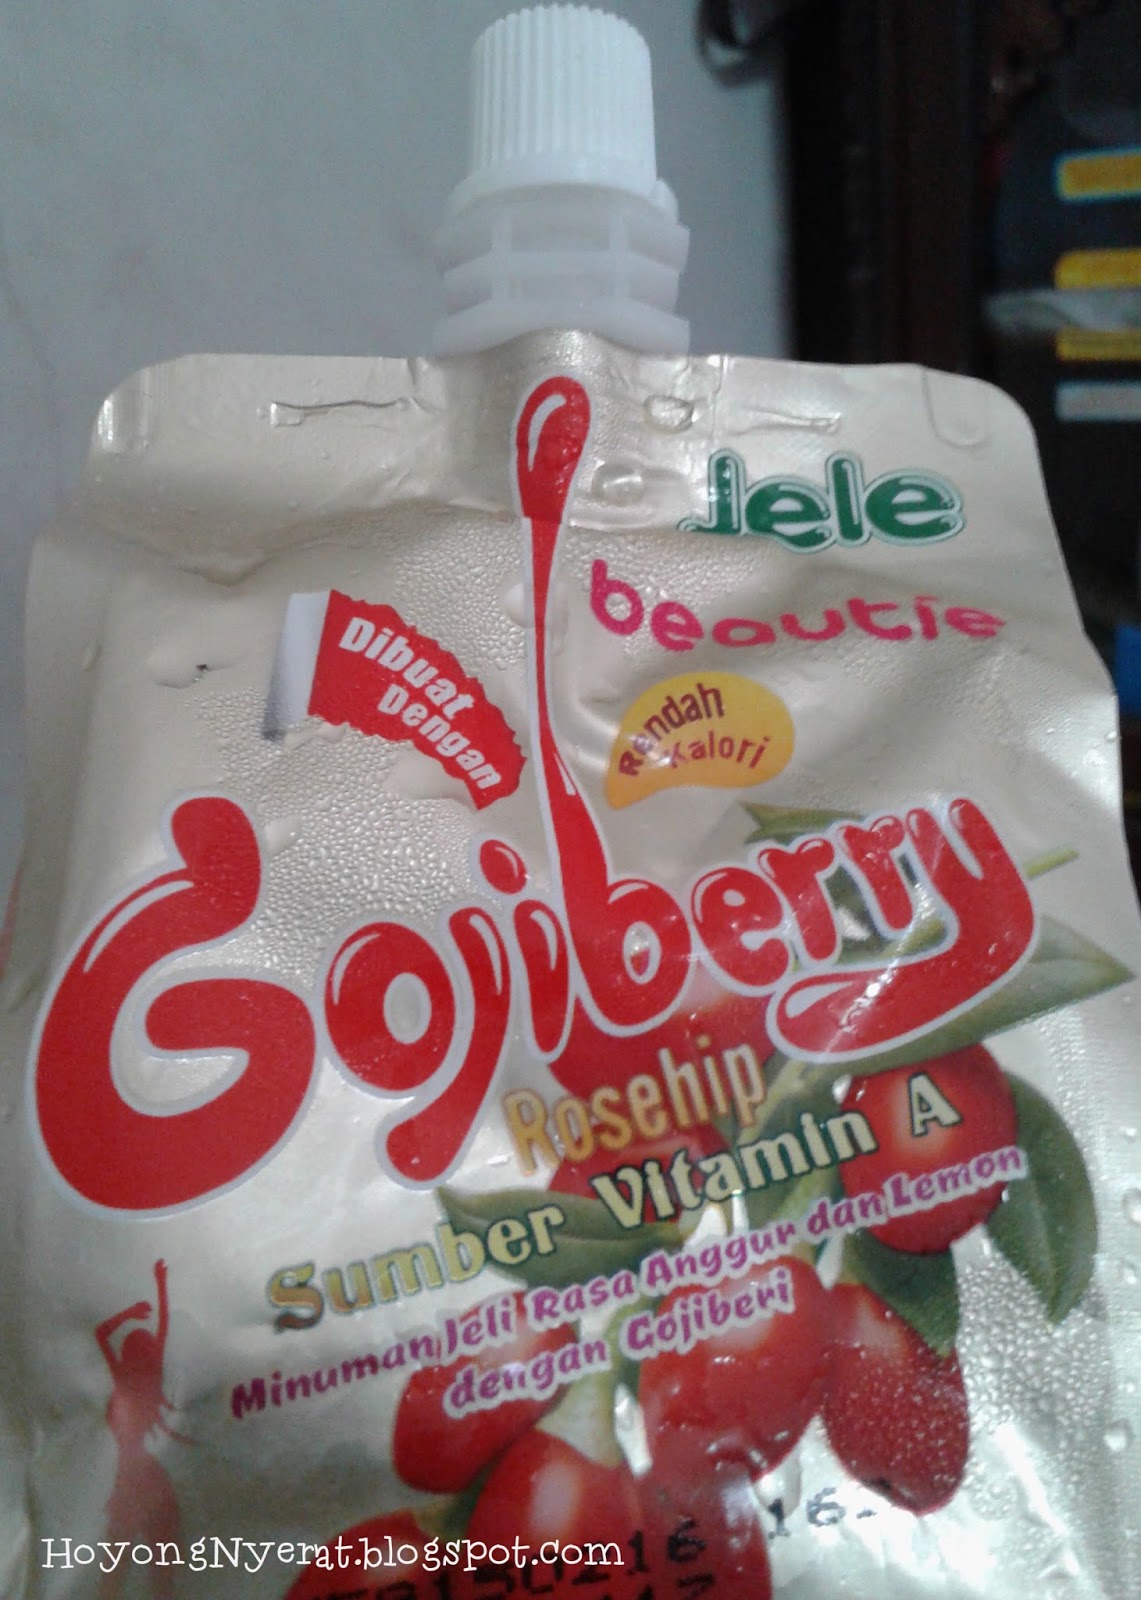 Jele
beautie
Dibuat
Dengan
Rendah
Kalori
Gojiberry
Rosehip
Sumber Vitamin A
Minuman Jeli Rasa Anggur dan Lemon
dengan Gojiberi
HoyongNyerat.blogspot.com